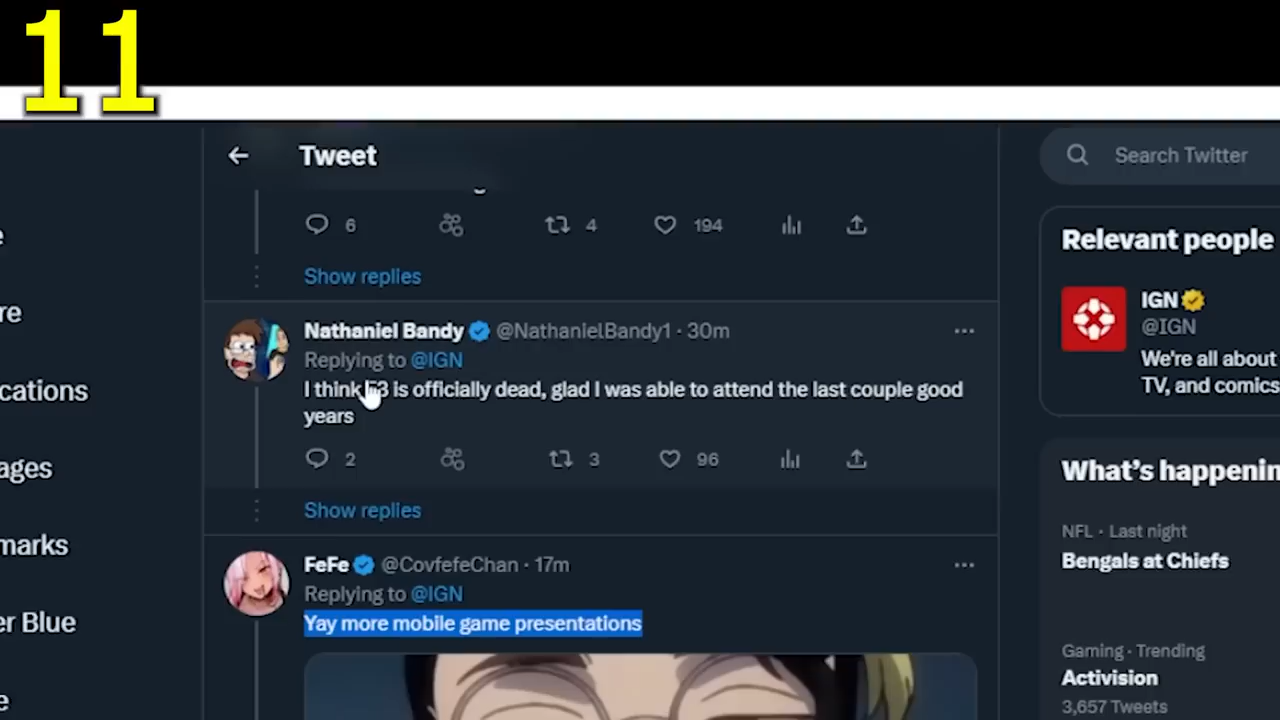 11
Tweet
Search Twitter
6
4
194
Show replies
Relevant people
IGN
@IGN
We're all about
TV, and comics
Nathaniel Bandy @NathanielBandy1 · 30m
Replying to @IGN
I think E3 is officially dead, glad I was able to attend the last couple good
years
2
3
96
Show replies
FeFe @CovfefeChan · 17m
Replying to @IGN
Yay more mobile game presentations
What's happenin
NFL · Last night
Bengals at Chiefs
Gaming · Trending
Activision
3,657 Tweets
e
re
cations
ages
marks
er Blue
e